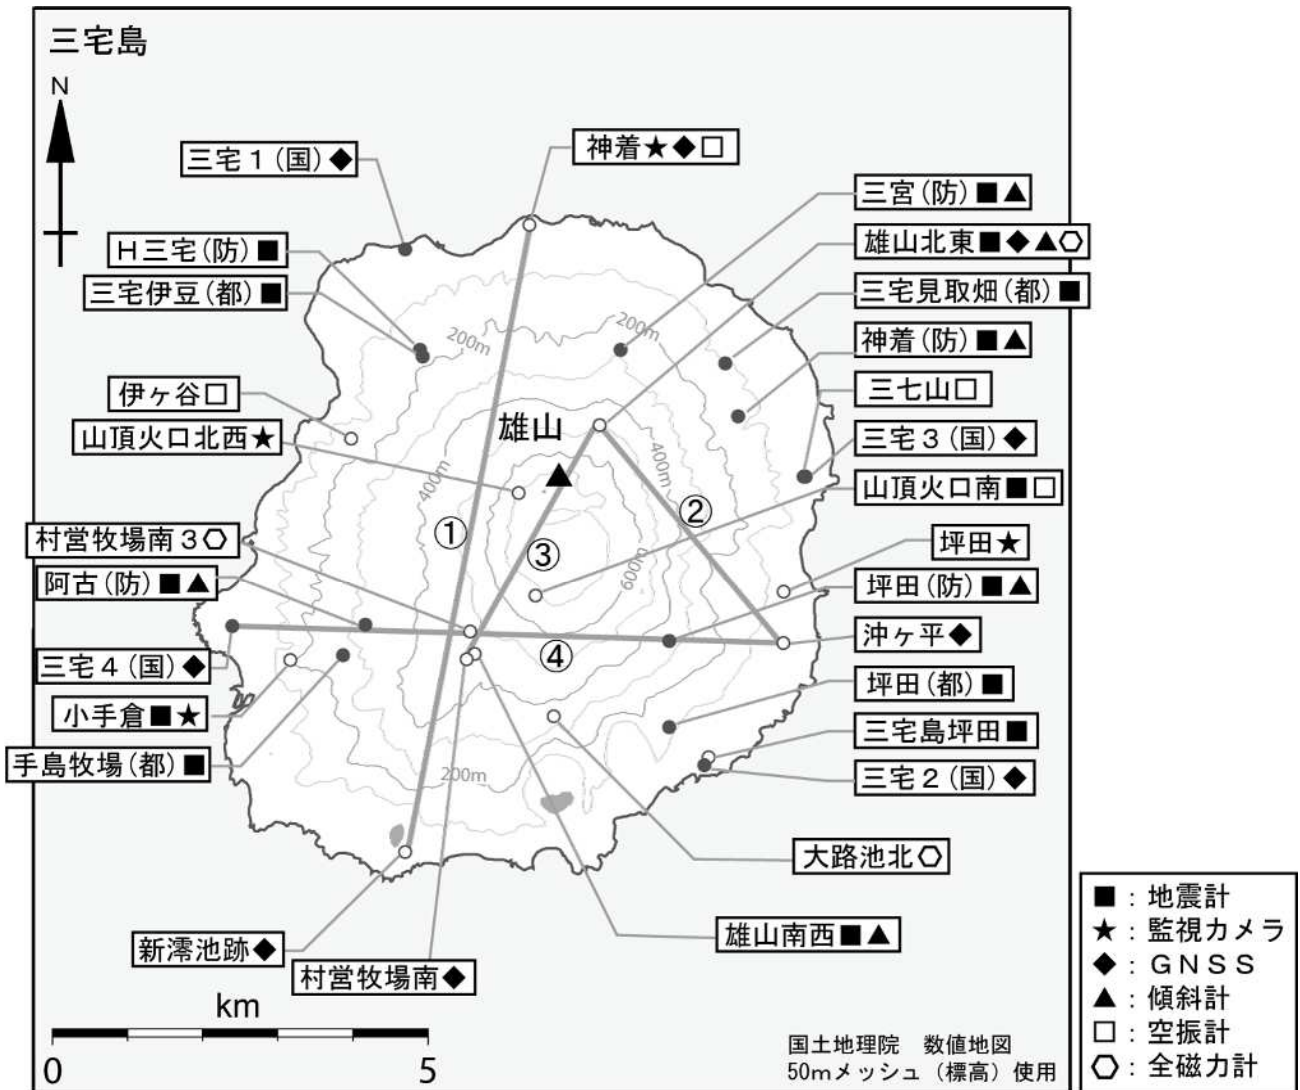 三宅島
N
神着★◆□
三宅1(国)◆
三宮(防)■▲
H三宅(防)■
雄山北東■◆▲⬡
三宅伊豆(都)■
三宅見取畑(都)■
200m
200m
神着(防)■▲
伊ヶ谷□
三七山□
山頂火口北西★
雄山
三宅3(国)◆
400m
400m
山頂火口南■□
①
②
村営牧場南3⬡
③
坪田★
600m
阿古(防)■▲
坪田(防)■▲
沖ヶ平◆
三宅4(国)◆
④
坪田(都)■
小手倉■★
三宅島坪田■
手島牧場(都)■
200m
三宅2(国)◆
大路池北⬡
新澪池跡◆
雄山南西■▲
村営牧場南◆
km
0
5
国土地理院 数値地図
50mメッシュ(標高)使用
■:地震計
★:監視カメラ
◆:GNSS
▲:傾斜計
□:空振計
⬡:全磁力計